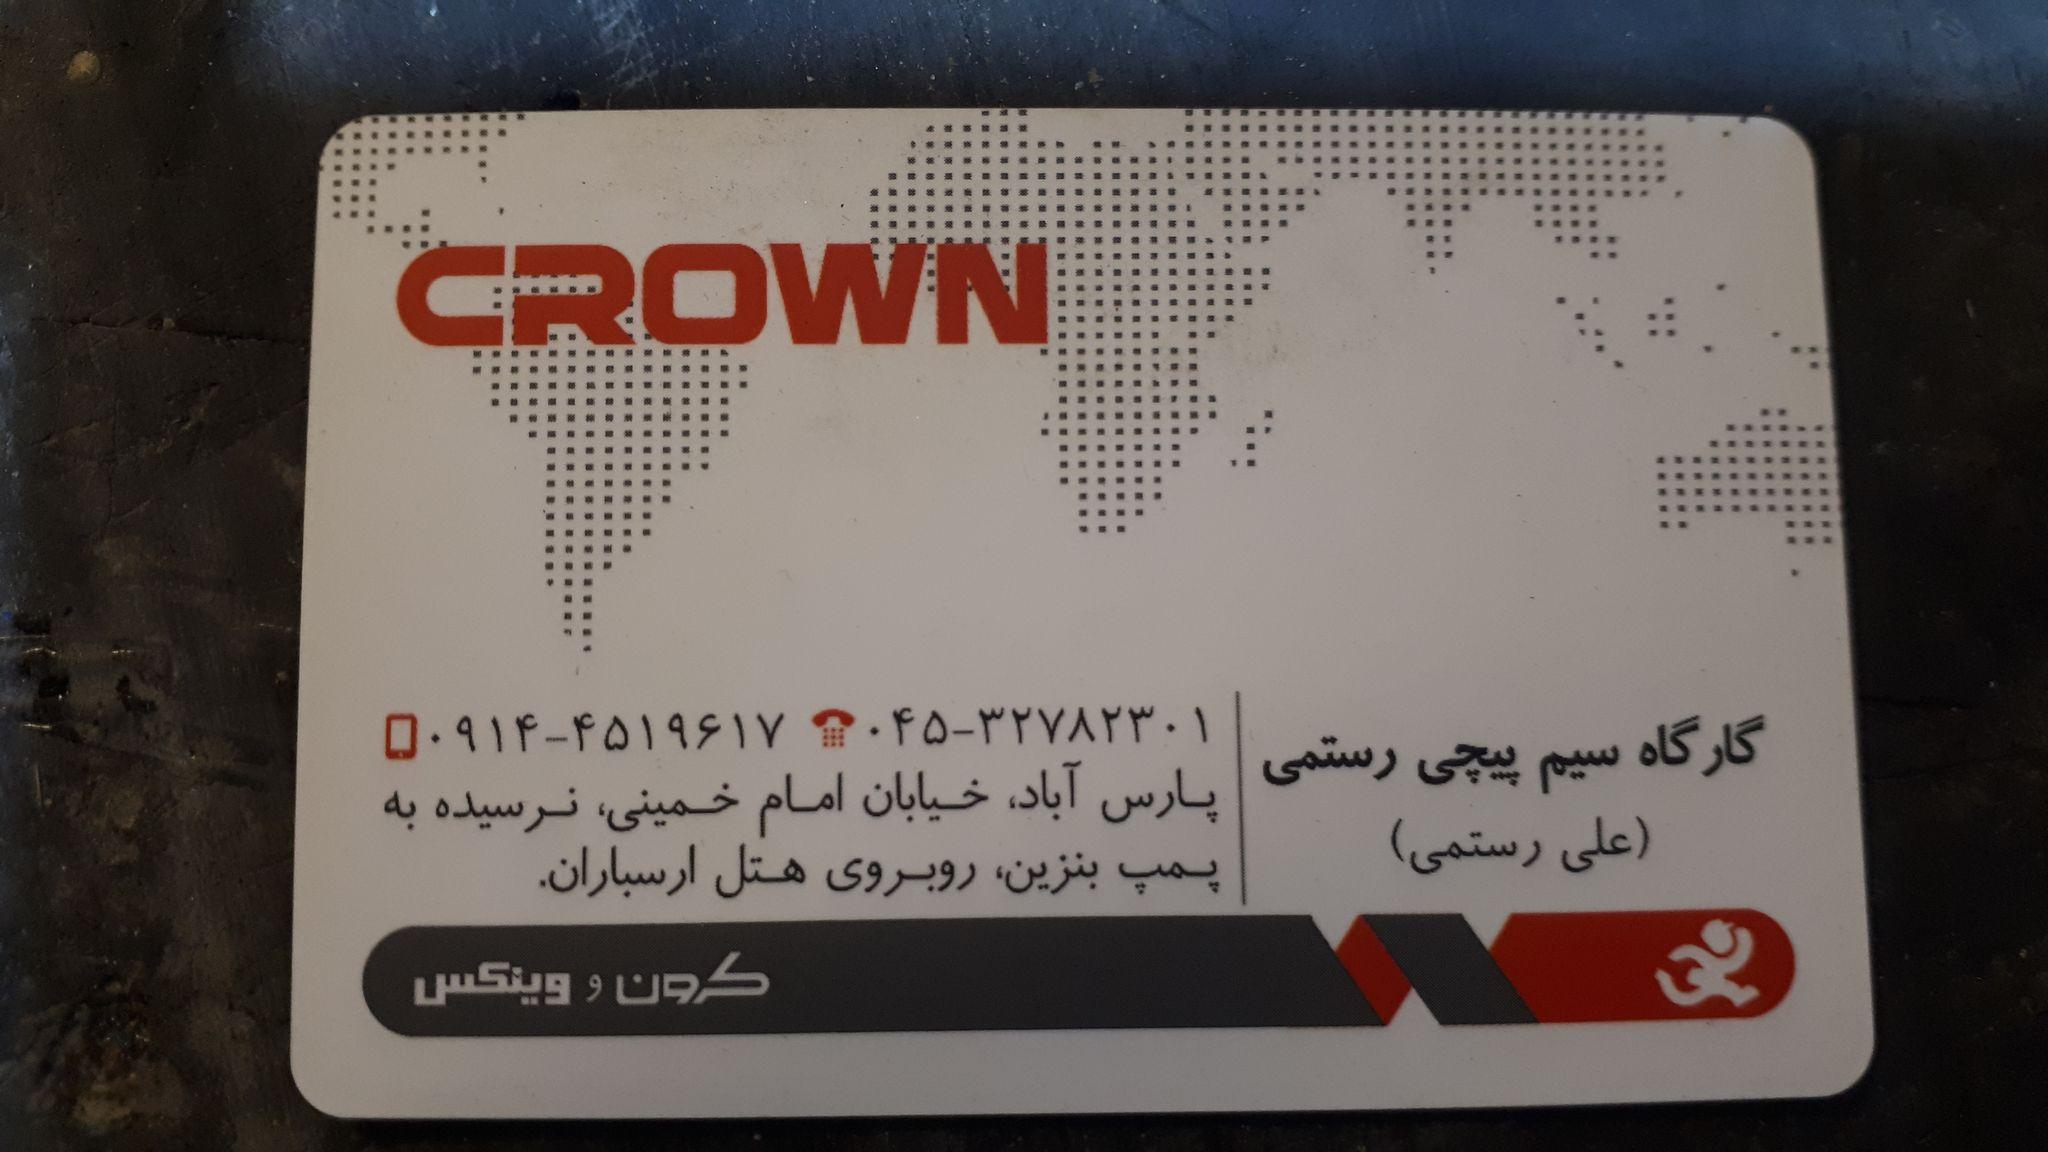 CROWN
گارگاه سیم پیچی رستمی
(علی رستمی)
۰۴۵-۳۲۷۸۲۳۰۱ ۰۹۱۴-۴۵۱۹۶۱۷
پارس آباد، خیابان امام خمینی، نرسیده به
پمپ بنزین، روبروی هتل ارسباران.
کرون و وینکس